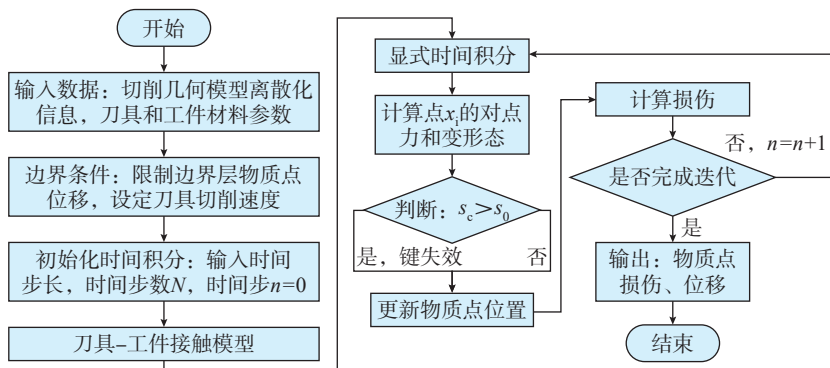 开始
输入数据：切削几何模型离散化
信息，刀具和工件材料参数
边界条件：限制边界层物质点
位移，设定刀具切削速度
初始化时间积分：输入时间
步长，时间步数N，时间步n=0
刀具-工件接触模型
显式时间积分
计算点xi的对点
力和变形态
判断：sc＞s0
是，键失效
否
更新物质点位置
计算损伤
否，n=n+1
是否完成迭代
是
输出：物质点
损伤、位移
结束